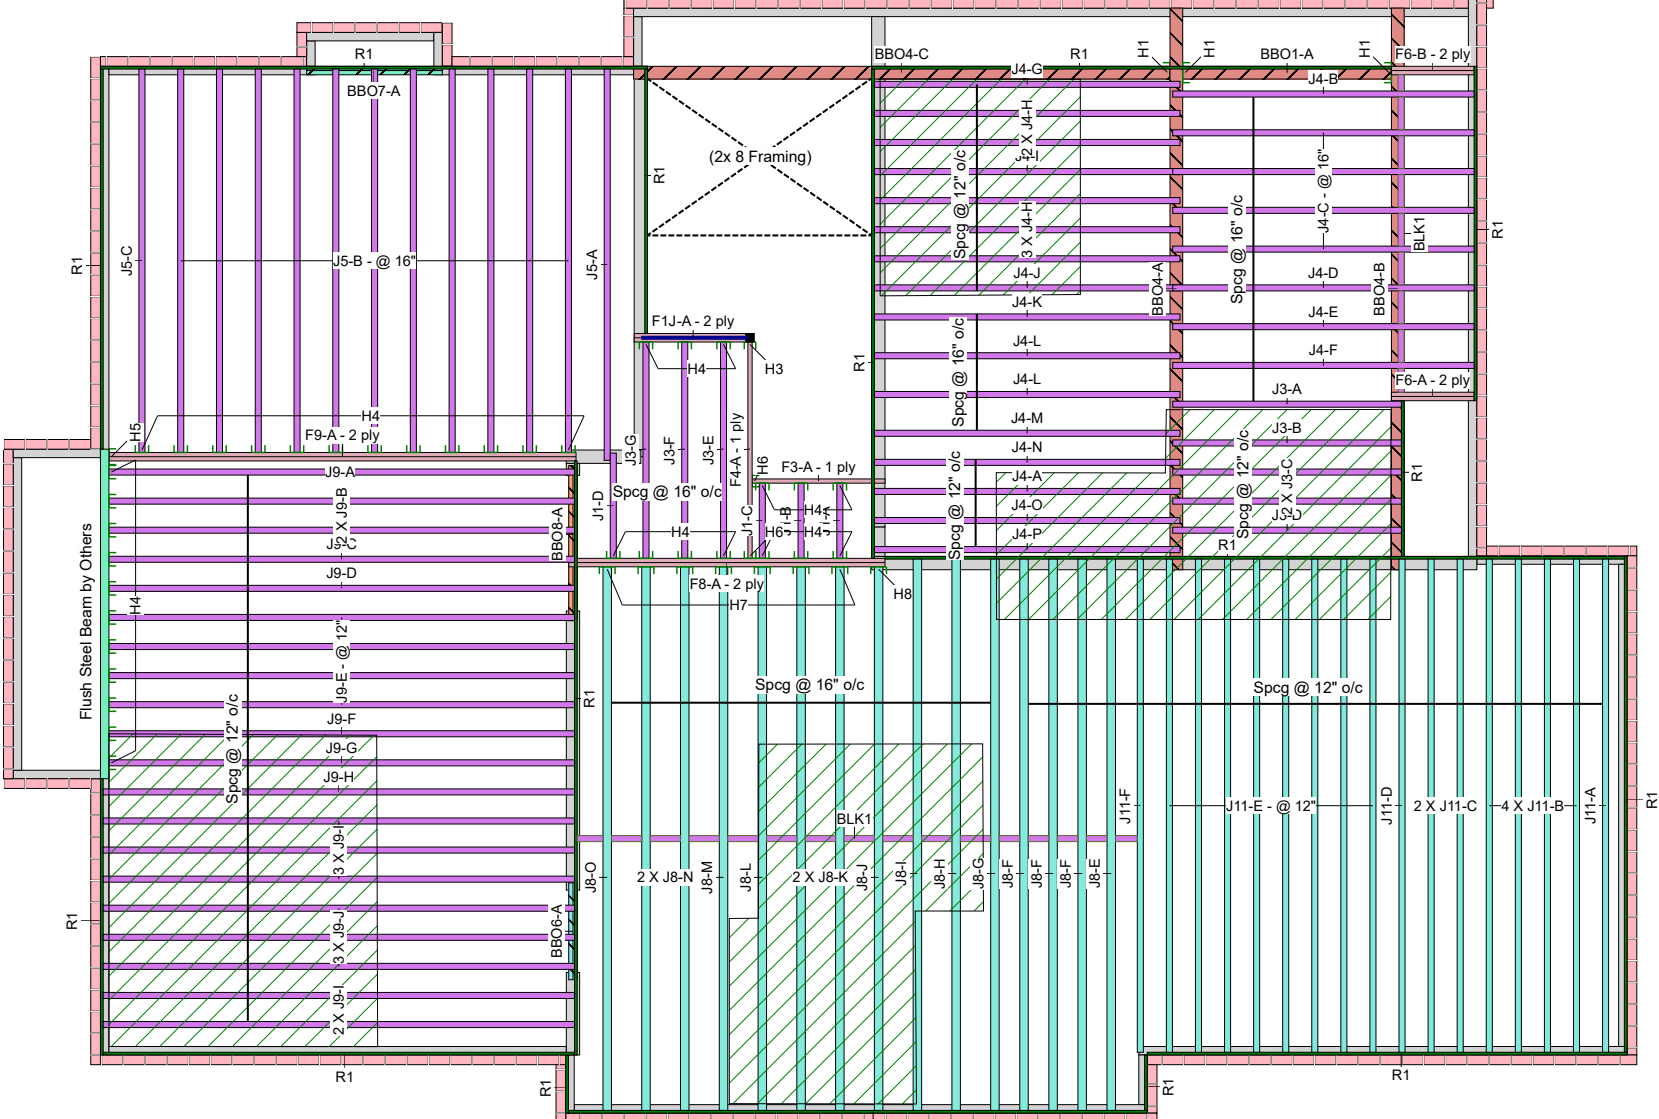 R1
BBO7-A
BBO4-C
R1
H1
H1
BBO1-A
H1
F6-B - 2 ply
J4-G
J4-B
2 X J4-H
(2x 8 Framing)
Spcg @ 12" o/c
R1
3 X J4-H
J4-C - @ 16"
Spcg @ 16" o/c
BLK1
R1
R1
J5-C
J5-B - @ 16"
J5-A
J4-J
BBO4-A
J4-D
BBO4-B
J4-K
J4-E
F1J-A - 2 ply
Spcg @ 16" o/c
J4-L
J4-F
R1
H4
H3
J4-L
J3-A
F6-A - 2 ply
H4
F9-A - 2 ply
H5
J4-M
J3-B
J3-G
J3-F
J3-E
F4-A - 1 ply
J4-N
Spcg @ 12" o/c
H6
F3-A - 1 ply
J9-A
J4-A
2 X J3-C
R1
Spcg @ 16" o/c
Spcg @ 12" o/c
2 X J9-B
J1-D
J1-C
J1-B
J1-A
H4
J4-O
J3-D
BBO8-A
H4
H6
H4
J4-P
J9-C
R1
Flush Steel Beam by Others
J9-D
F8-A - 2 ply
H7
H8
H4
J9-E - @ 12"
R1
Spcg @ 16" o/c
Spcg @ 12" o/c
J9-F
Spcg @ 12" o/c
J9-G
J9-H
J11-F
J11-E - @ 12"
J11-D
2 X J11-C
4 X J11-B
J11-A
R1
BLK1
3 X J9-I
J8-O
2 X J8-N
J8-M
J8-L
2 X J8-K
J8-J
J8-I
J8-H
J8-G
J8-F
J8-F
J8-F
J8-E
R1
3 X J9-J
BBO6-A
2 X J9-I
R1
R1
R1
R1